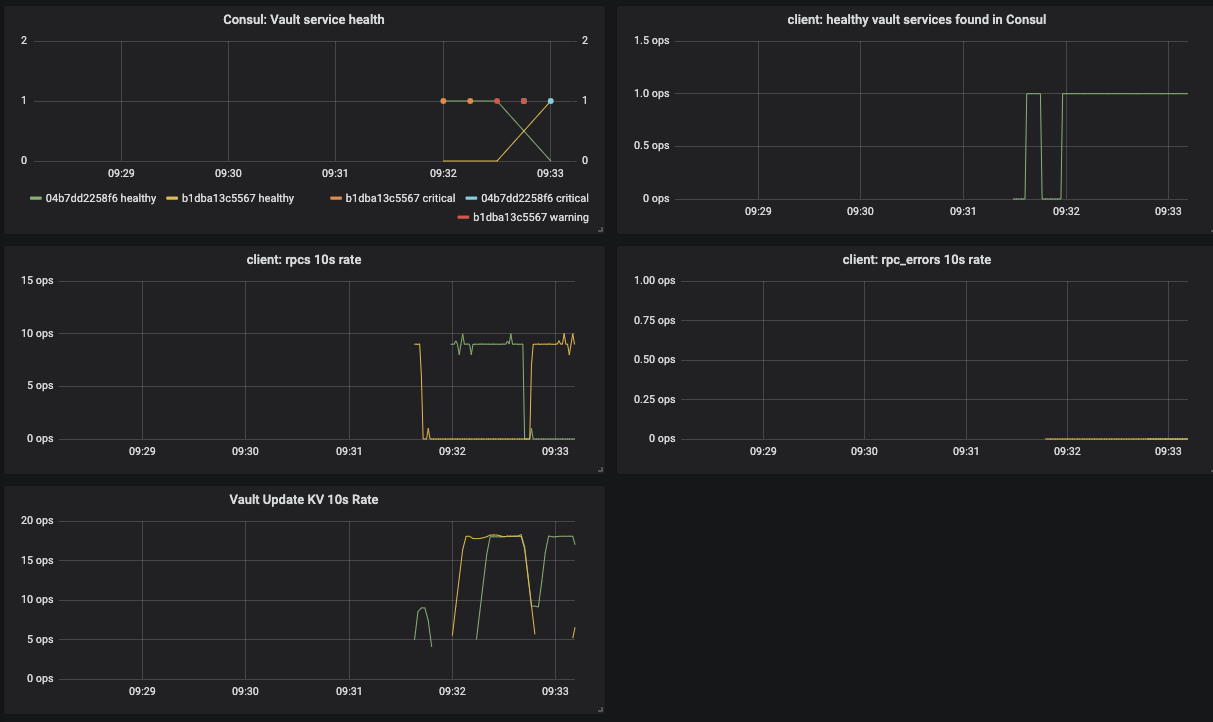 Consul: Vault service health
2 2
1 1
0 0
09:29 09:30 09:31 09:32 09:33
04b7dd2258f6 healthy b1dba13c5567 healthy b1dba13c5567 critical 04b7dd2258f6 critical
b1dba13c5567 warning
client: healthy vault services found in Consul
1.5 ops
1.0 ops
0.5 ops
0 ops
09:29 09:30 09:31 09:32 09:33
client: rpcs 10s rate
15 ops
10 ops
5 ops
0 ops
09:29 09:30 09:31 09:32 09:33
client: rpc_errors 10s rate
1.00 ops
0.75 ops
0.50 ops
0.25 ops
0 ops
09:29 09:30 09:31 09:32 09:33
Vault Update KV 10s Rate
20 ops
15 ops
10 ops
5 ops
0 ops
09:29 09:30 09:31 09:32 09:33